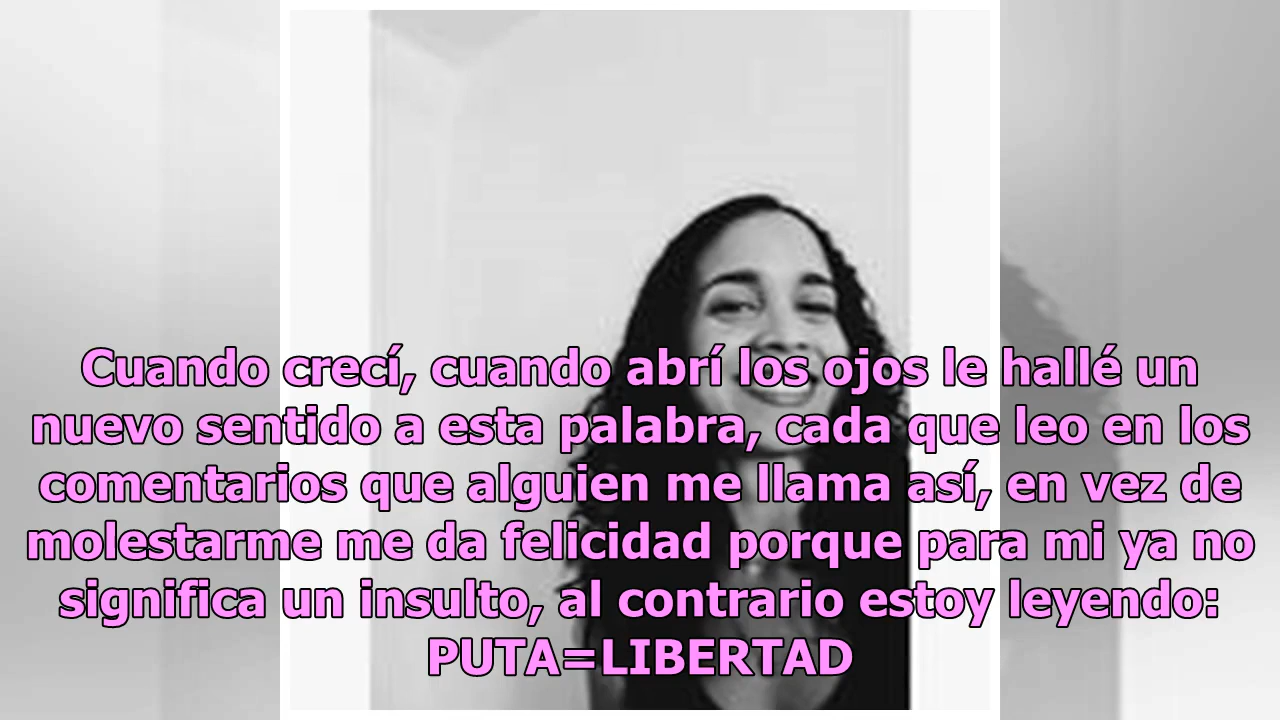 Cuando crecí, cuando abrí los ojos le hallé un
nuevo sentido a esta palabra, cada que leo en los
comentarios que alguien me llama así, en vez de
molestarme me da felicidad porque para mi ya no
significa un insulto, al contrario estoy leyendo:
PUTA=LIBERTAD